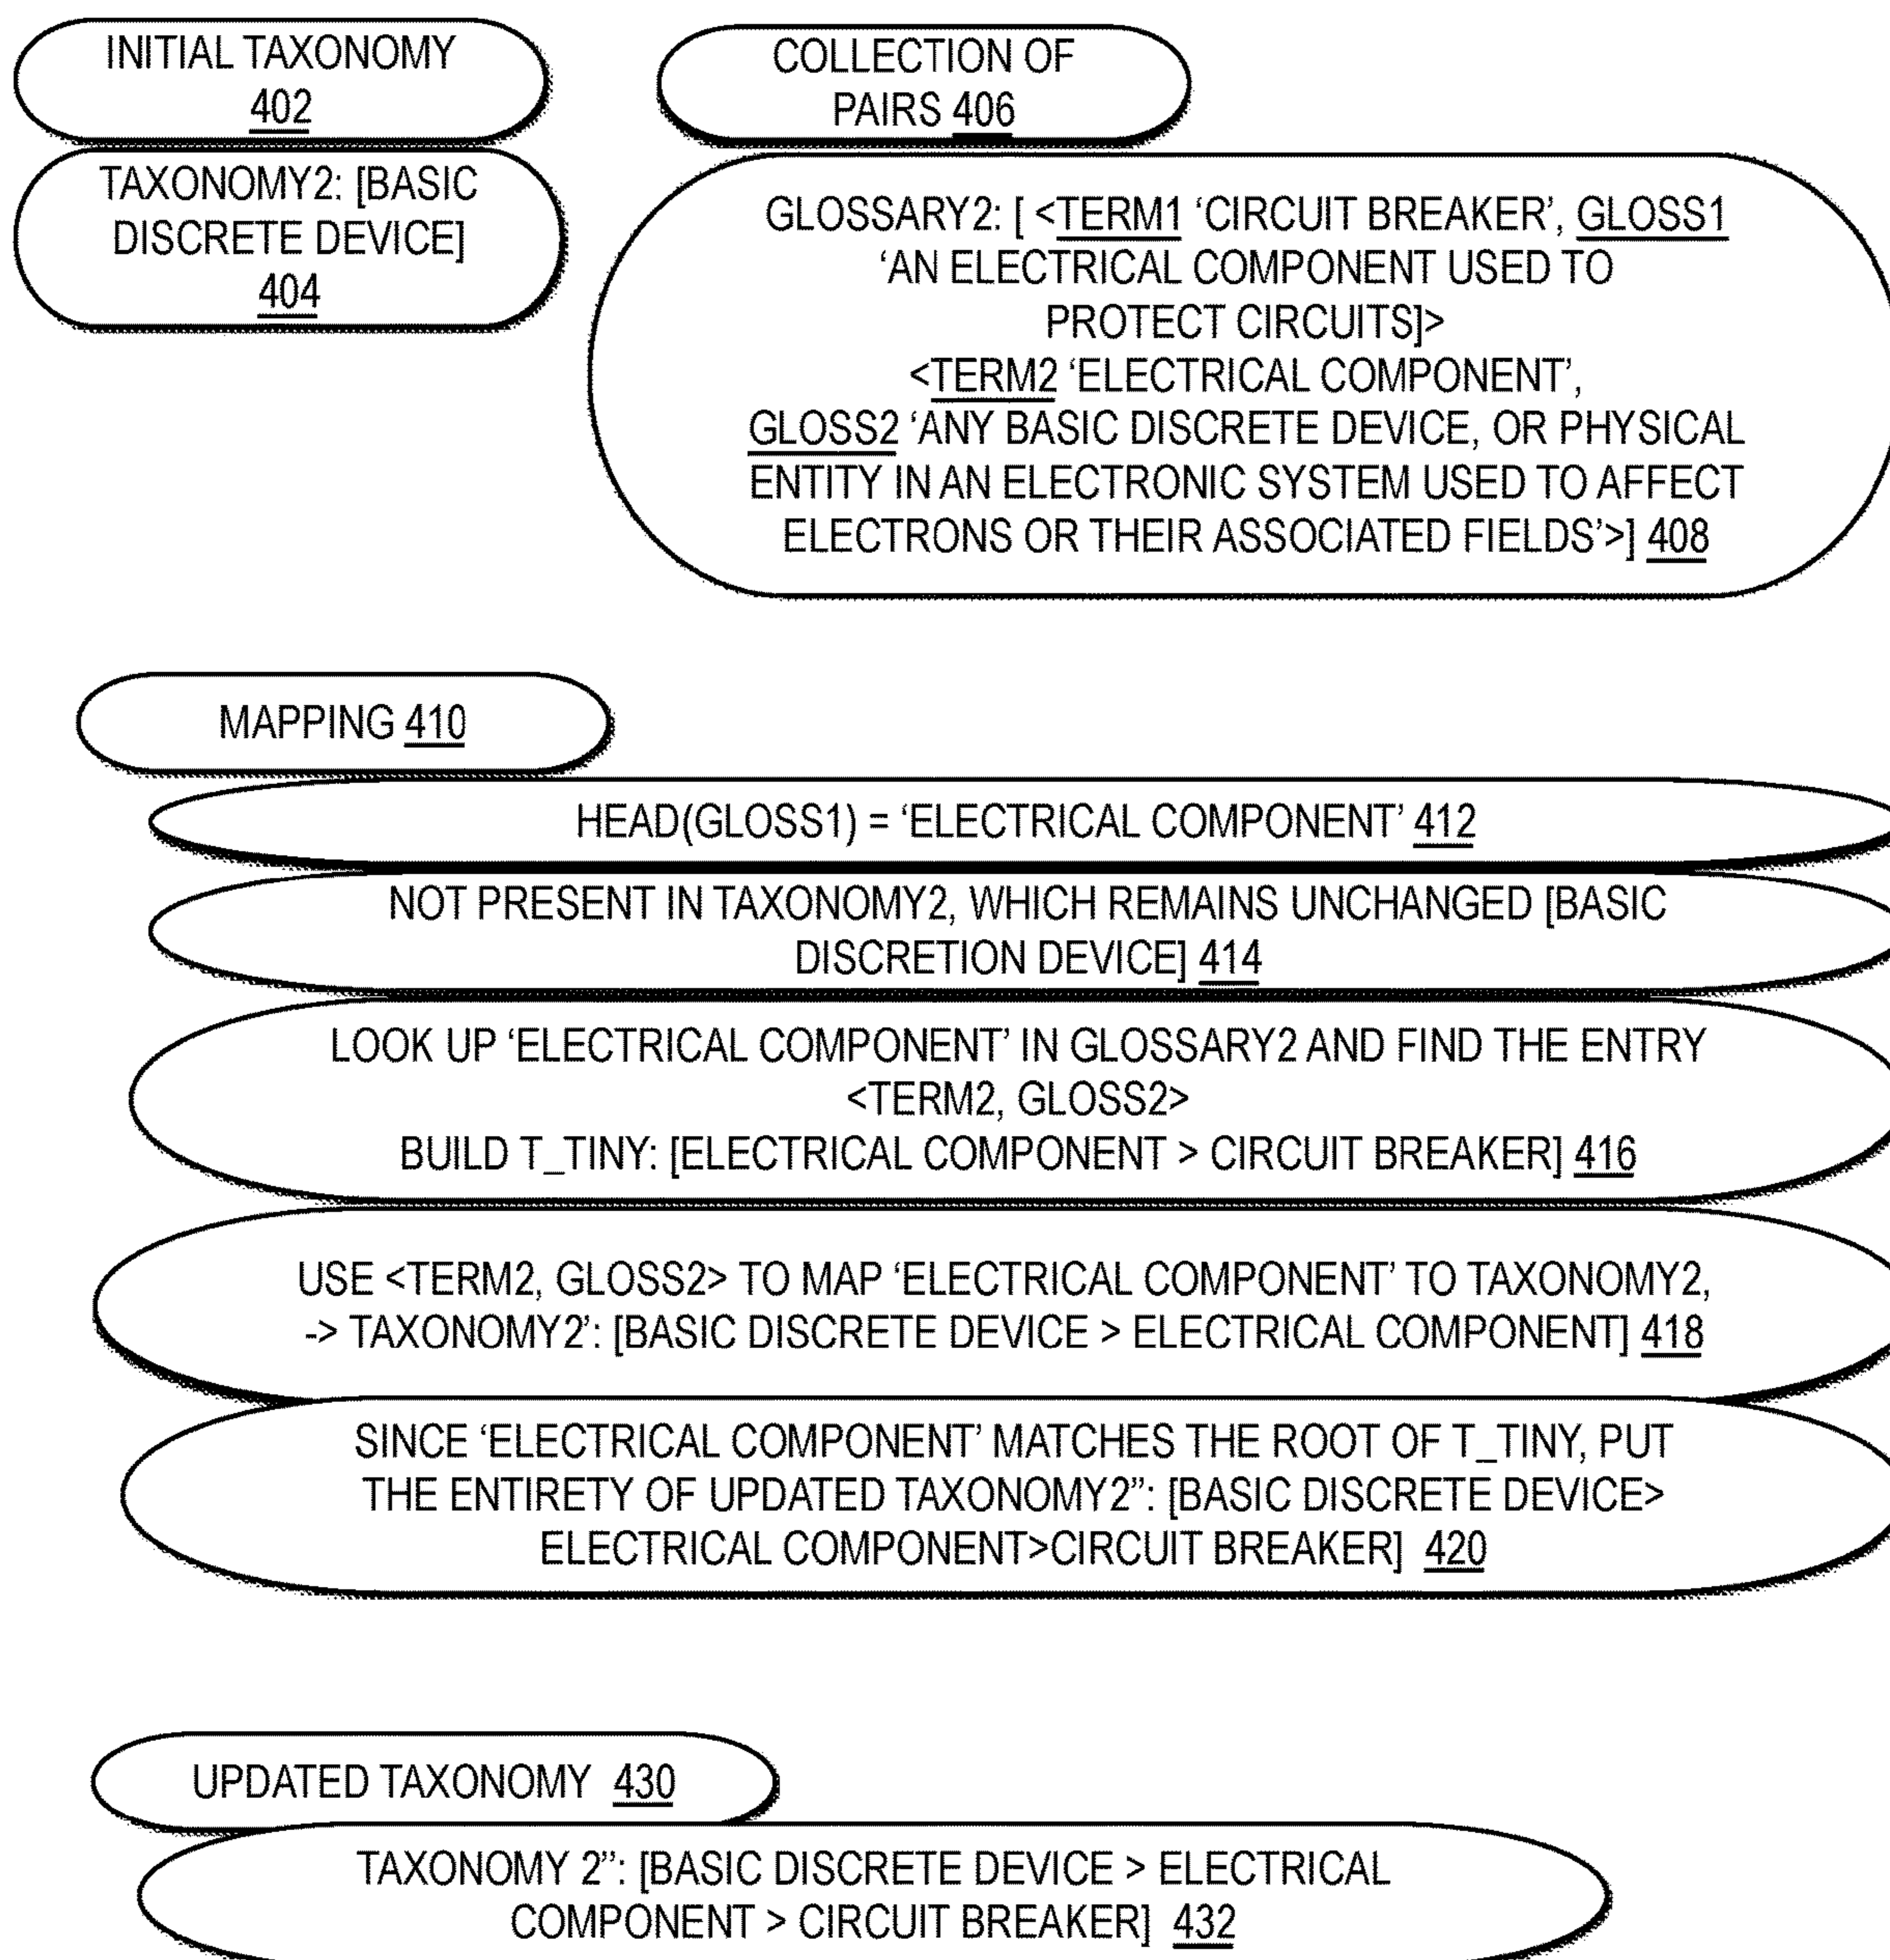 INITIAL TAXONOMY
402
TAXONOMY2: [BASIC
DISCRETE DEVICE]
404
COLLECTION OF
PAIRS 406
GLOSSARY2: [ <TERM1 ‘CIRCUIT BREAKER’, GLOSS1
‘AN ELECTRICAL COMPONENT USED TO
PROTECT CIRCUITS]>
<TERM2 ‘ELECTRICAL COMPONENT’,
GLOSS2 ‘ANY BASIC DISCRETE DEVICE, OR PHYSICAL
ENTITY IN AN ELECTRONIC SYSTEM USED TO AFFECT
ELECTRONS OR THEIR ASSOCIATED FIELDS’>] 408
MAPPING 410
HEAD(GLOSS1) = ‘ELECTRICAL COMPONENT’ 412
NOT PRESENT IN TAXONOMY2, WHICH REMAINS UNCHANGED [BASIC
DISCRETION DEVICE] 414
LOOK UP ‘ELECTRICAL COMPONENT’ IN GLOSSARY2 AND FIND THE ENTRY
<TERM2, GLOSS2>
BUILD T_TINY: [ELECTRICAL COMPONENT > CIRCUIT BREAKER] 416
USE <TERM2, GLOSS2> TO MAP ‘ELECTRICAL COMPONENT’ TO TAXONOMY2,
-> TAXONOMY2’: [BASIC DISCRETE DEVICE > ELECTRICAL COMPONENT] 418
SINCE ‘ELECTRICAL COMPONENT’ MATCHES THE ROOT OF T_TINY, PUT
THE ENTIRETY OF UPDATED TAXONOMY2”: [BASIC DISCRETE DEVICE>
ELECTRICAL COMPONENT>CIRCUIT BREAKER] 420
UPDATED TAXONOMY 430
TAXONOMY 2”: [BASIC DISCRETE DEVICE > ELECTRICAL
COMPONENT > CIRCUIT BREAKER] 432